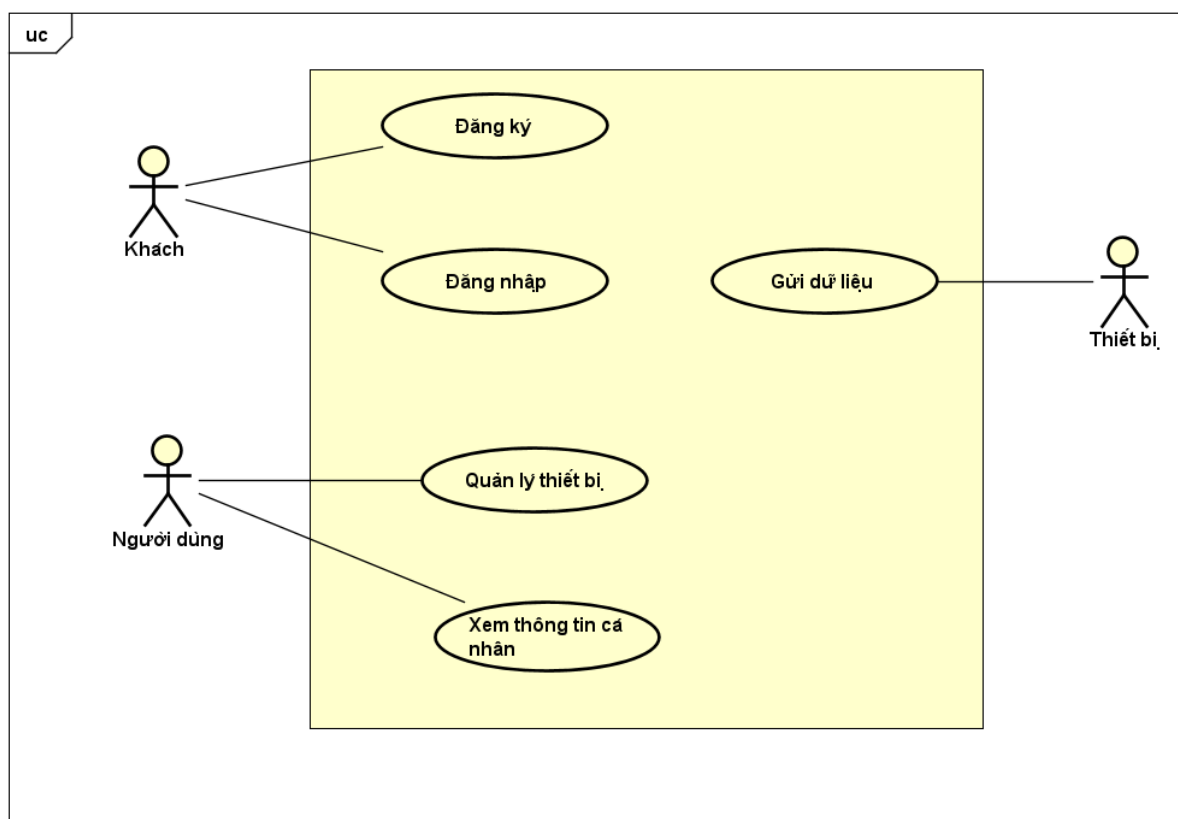 uc
Đăng ký
Khách
Đăng nhập
Gửi dữ liệu
Thiết bị
Quản lý thiết bị
Người dùng
Xem thông tin cá
nhân